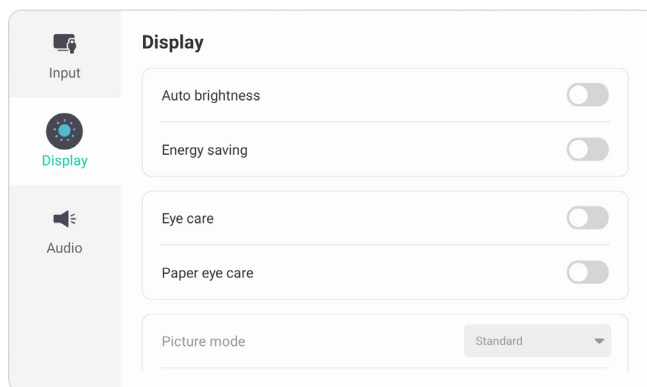 Display
Input
Auto brightness
Energy saving
Display
Eye care
Audio
Paper eye care
Picture mode
Standard